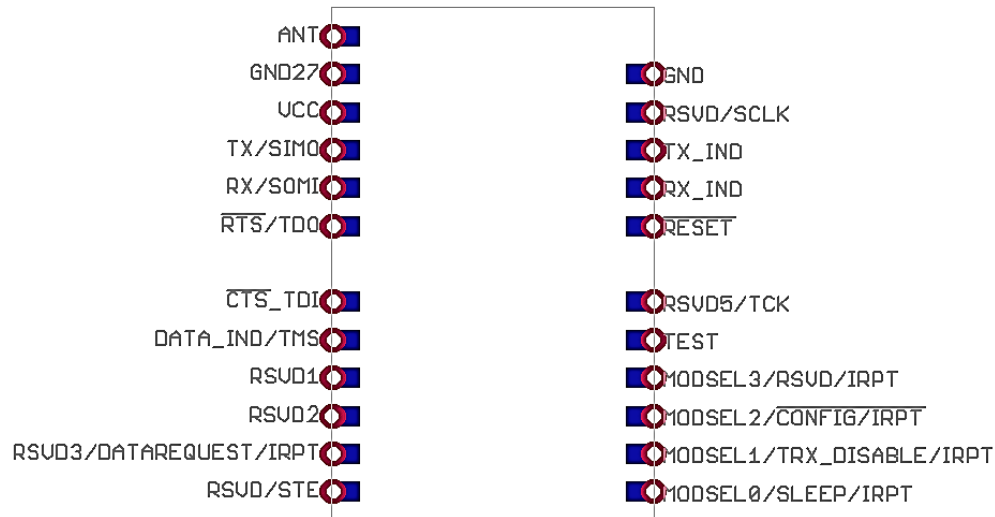 ANT
GND27
VCC
TX/SIMO
RX/SOMI
RTS/TDO
CTS_TDI
DATA_IND/TMS
RSVD1
RSVD2
RSVD3/DATAREQUEST/IRPT
RSVD/STE
GND
RSVD/SCLK
TX_IND
RX_IND
RESET
RSVD5/TCK
TEST
MODSEL3/RSVD/IRPT
MODSEL2/CONFIG/IRPT
MODSEL1/TRX_DISABLE/IRPT
MODSEL0/SLEEP/IRPT